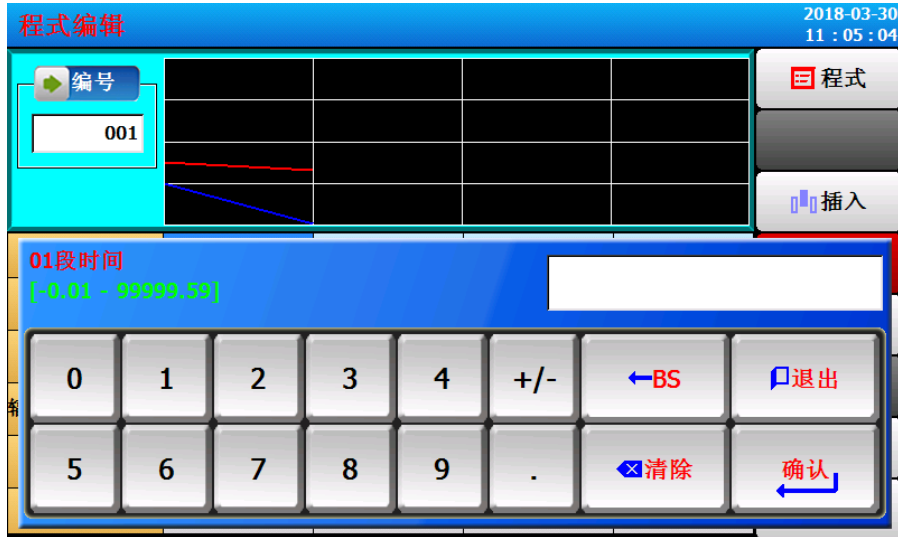 程式编辑
2018-03-30
11 : 05 : 04
编号
001
程式
插入
01段时间
[-0.01 - 99999.59]
0 1 2 3 4 +/- ←BS 退出
5 6 7 8 9 . 清除 确认